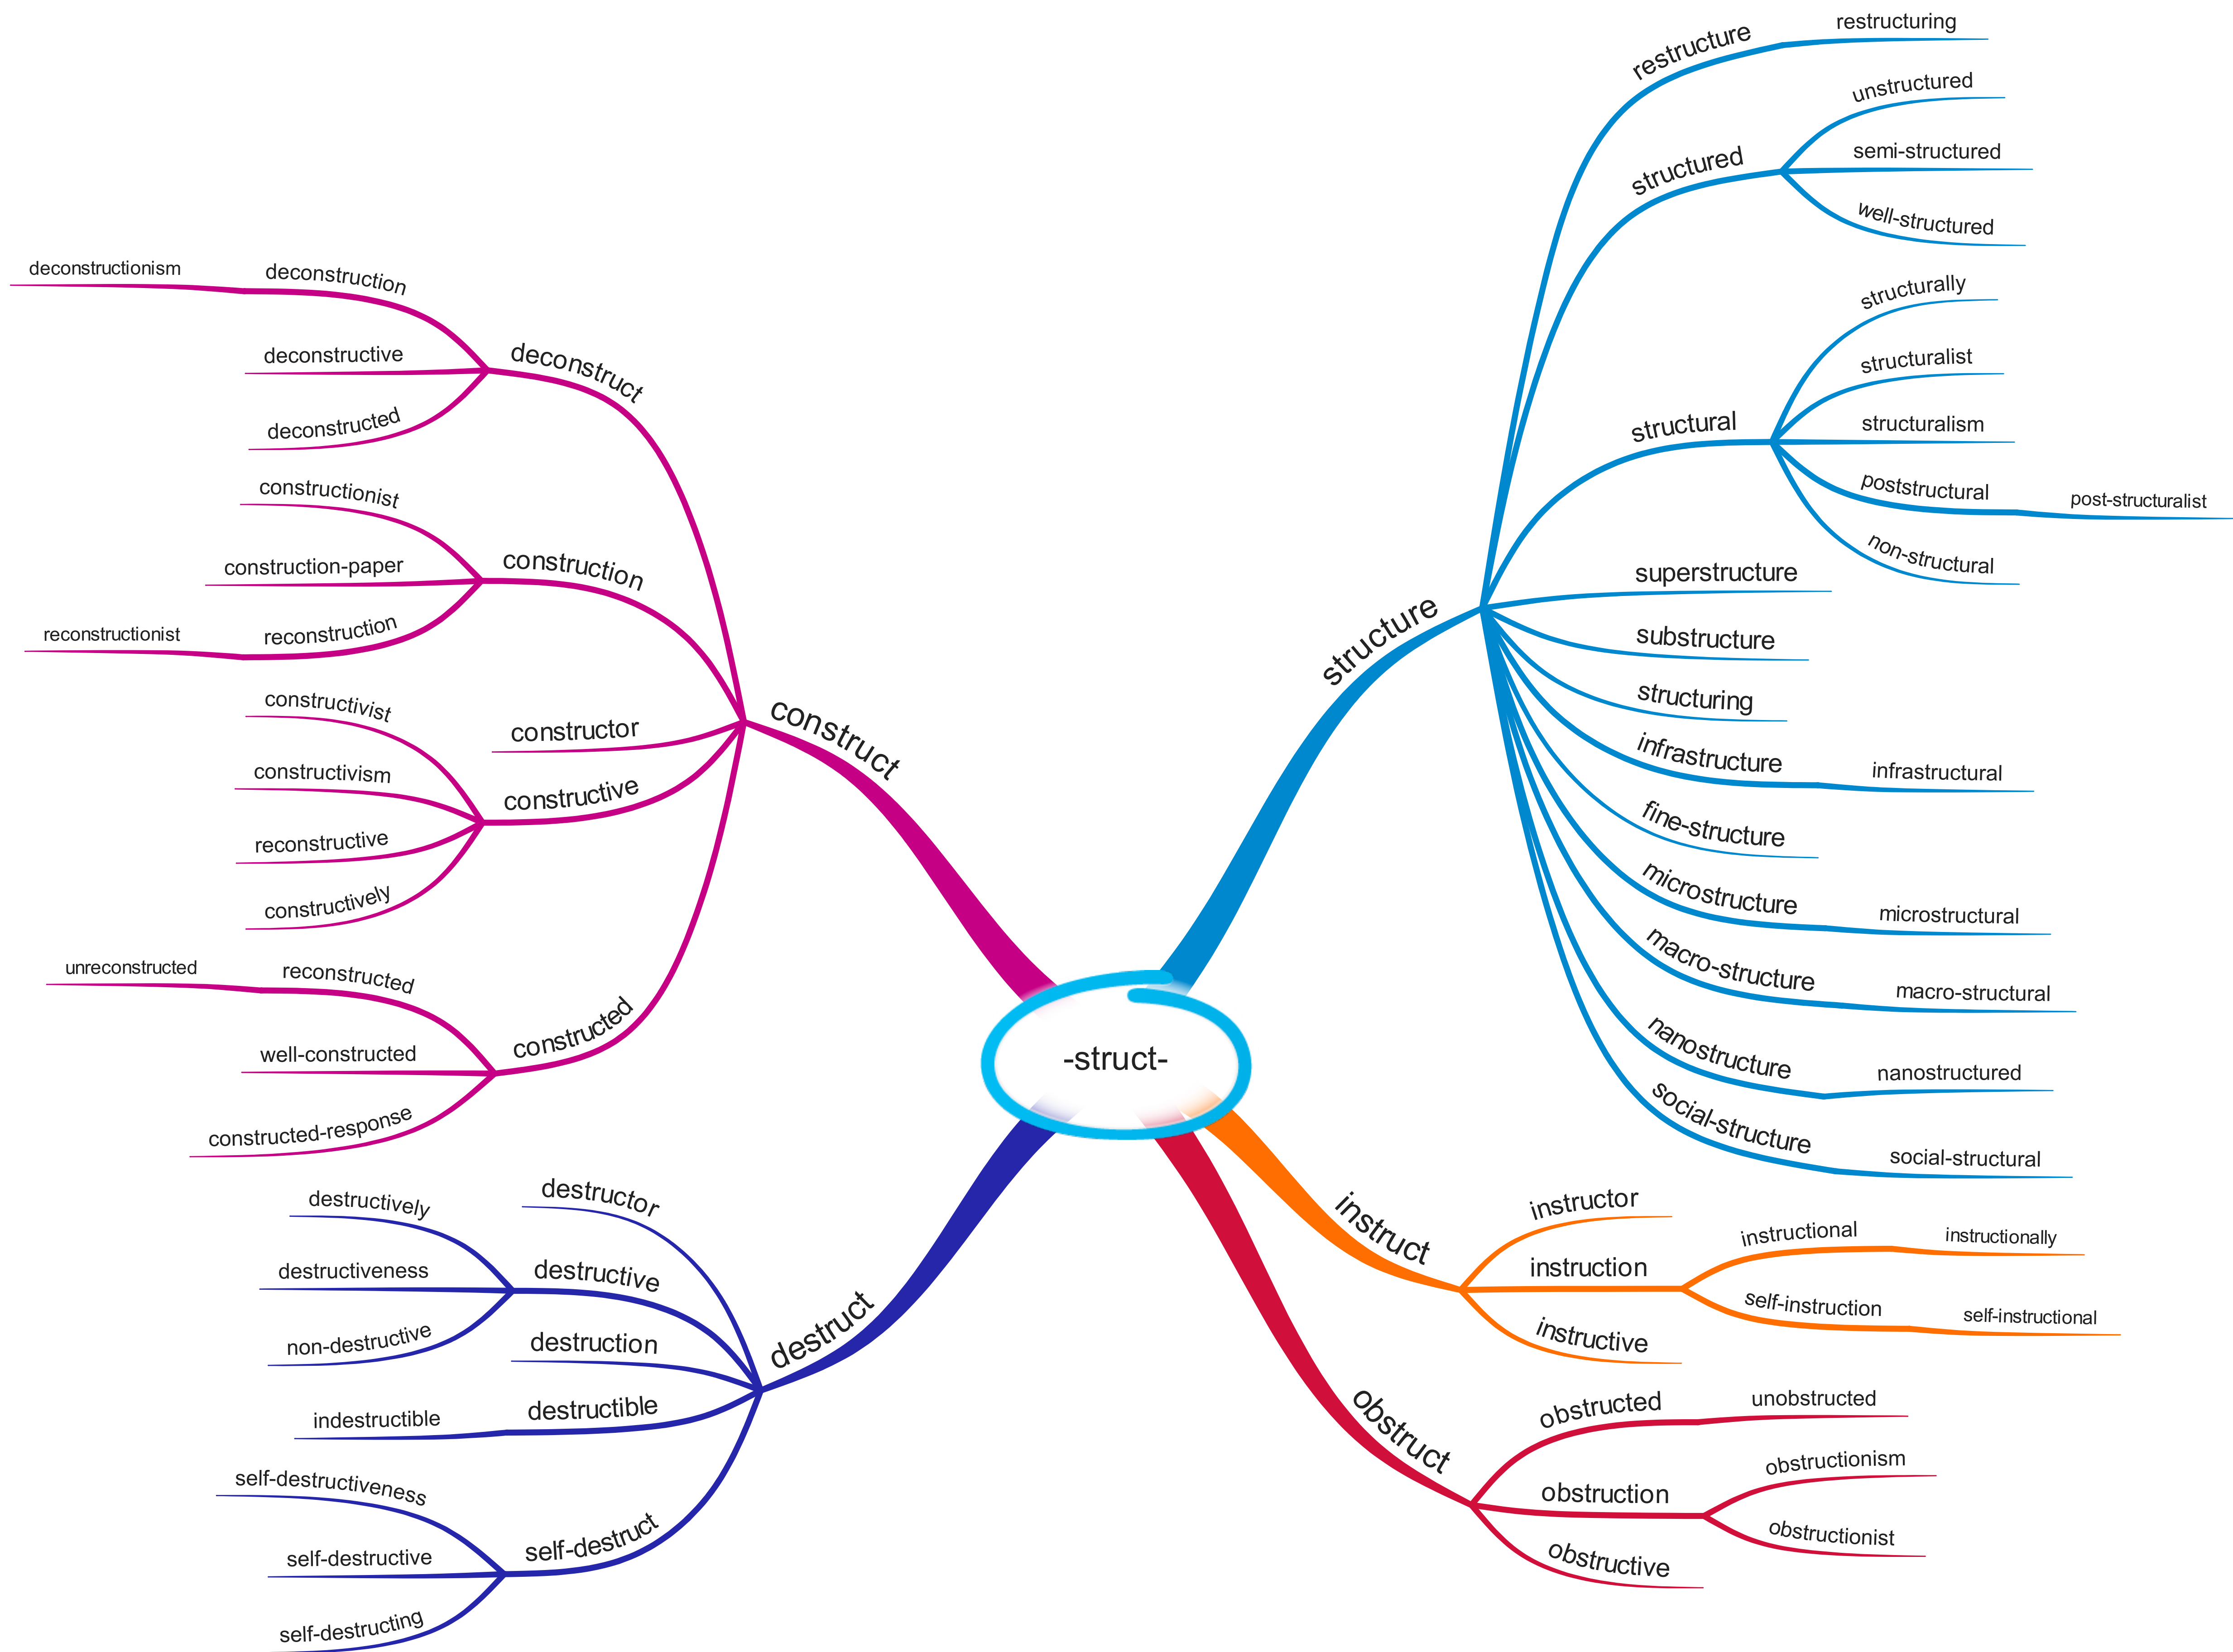 -struct-
structure
restructure
restructuring
structured
unstructured
semi-structured
well-structured
structural
structurally
structuralist
structuralism
poststructural
post-structuralist
non-structural
superstructure
substructure
structuring
infrastructure
infrastructural
fine-structure
microstructure
microstructural
macro-structure
macro-structural
nanostructure
nanostructured
social-structure
social-structural
instruct
instructor
instruction
instructional
instructionally
self-instruction
self-instructional
instructive
obstruct
obstructed
unobstructed
obstruction
obstructionism
obstructionist
obstructive
destruct
destructor
destructive
destructively
destructiveness
non-destructive
destruction
destructible
indestructible
self-destruct
self-destructiveness
self-destructive
self-destructing
construct
deconstruct
deconstruction
deconstructionism
deconstructive
deconstructed
construction
constructionist
construction-paper
reconstruction
reconstructionist
constructor
constructive
constructivist
constructivism
reconstructive
constructively
constructed
reconstructed
unreconstructed
well-constructed
constructed-response